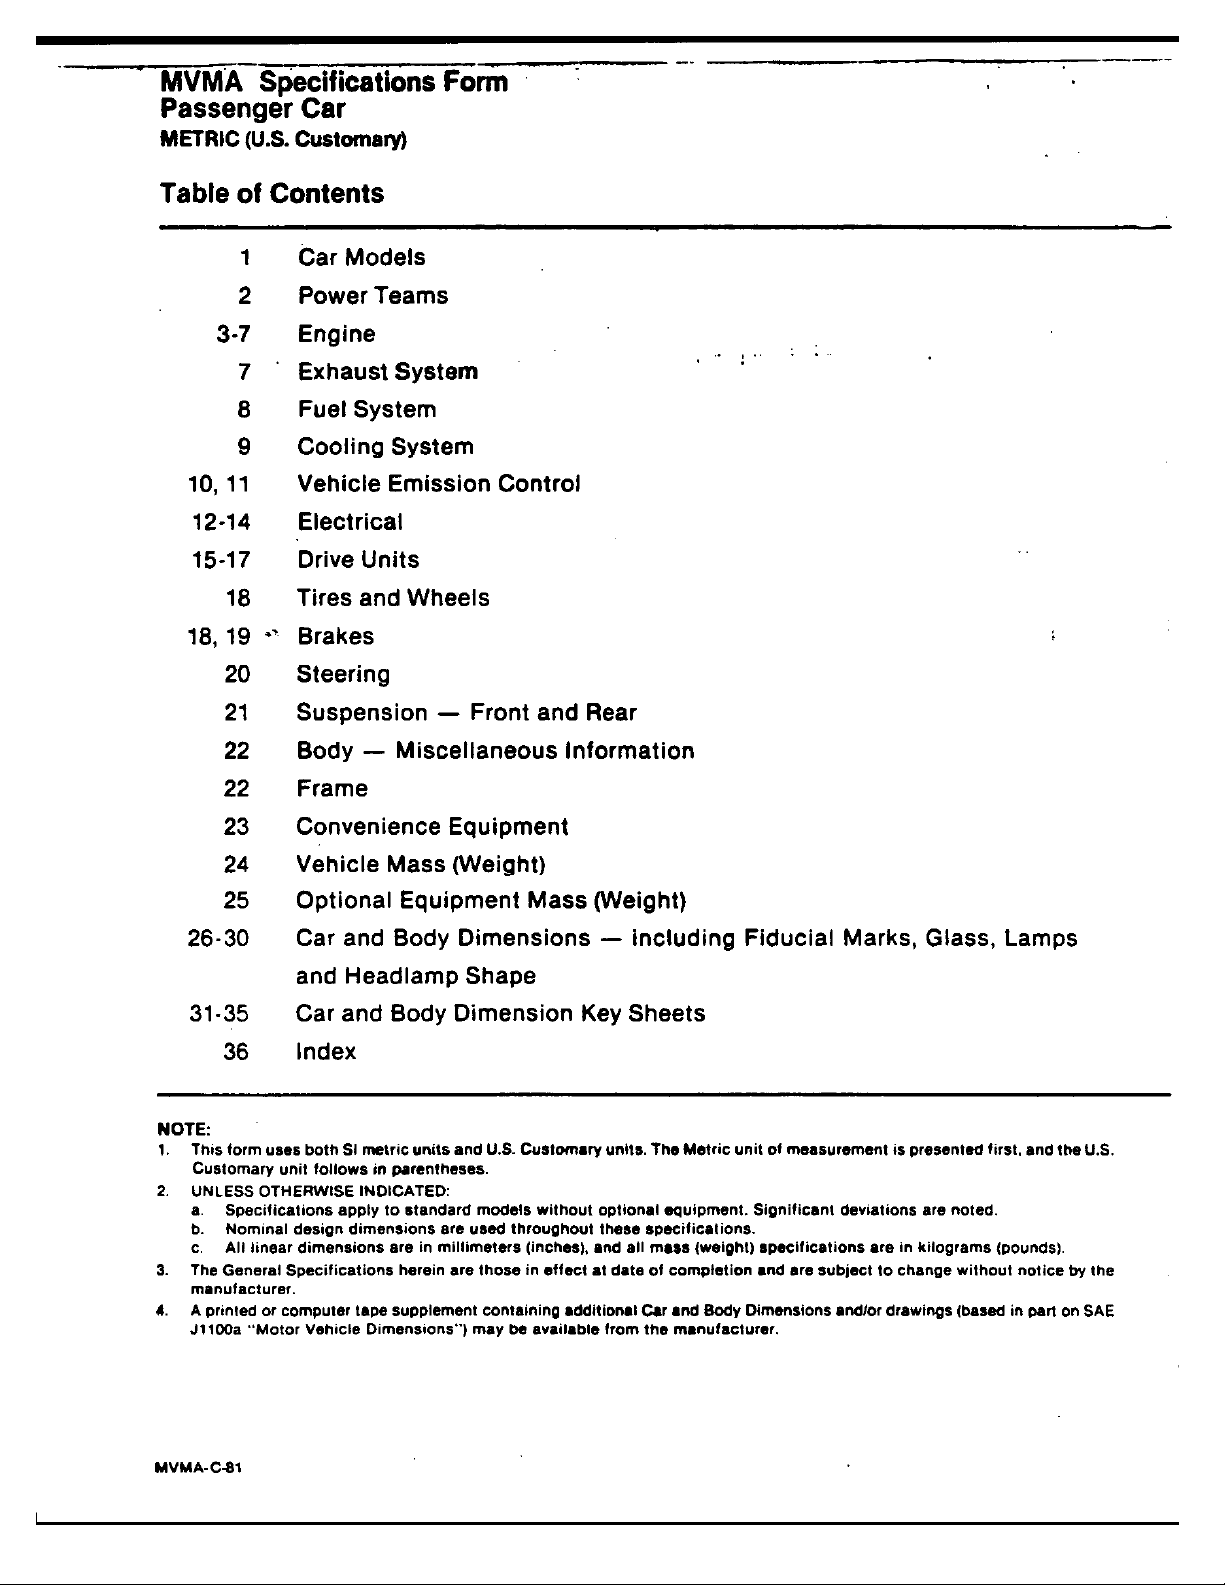 MVMA Specifications Form
Passenger Car
METRIC (U.S. Customary)
Table of Contents
1 Car Models
2 Power Teams
3-7 Engine
7 Exhaust System
8 Fuel System
9 Cooling System
10, 11 Vehicle Emission Control
12-14 Electrical
15-17 Drive Units
18 Tires and Wheels
18, 19 Brakes
20 Steering
21 Suspension — Front and Rear
22 Body — Miscellaneous Information
22 Frame
23 Convenience Equipment
24 Vehicle Mass (Weight)
25 Optional Equipment Mass (Weight)
26-30 Car and Body Dimensions — including Fiducial Marks, Glass, Lamps
and Headlamp Shape
31-35 Car and Body Dimension Key Sheets
36 Index
NOTE:
1. This form uses both SI metric units and U.S. Customary units. The Metric unit of measurement is presented first, and the U.S.
Customary unit follows in parentheses.
2. UNLESS OTHERWISE INDICATED:
a. Specifications apply to standard models without optional equipment. Significant deviations are noted.
b. Nominal design dimensions are used throughout these specifications.
c. All linear dimensions are in millimeters (inches), and all mass (weight) specifications are in kilograms (pounds).
3. The General Specifications herein are those in effect at date of completion and are subject to change without notice by the
manufacturer.
4. A printed or computer tape supplement containing additional Car and Body Dimensions and/or drawings (based in part on SAE
J1100a "Motor Vehicle Dimensions") may be available from the manufacturer.
MVMA-C-81